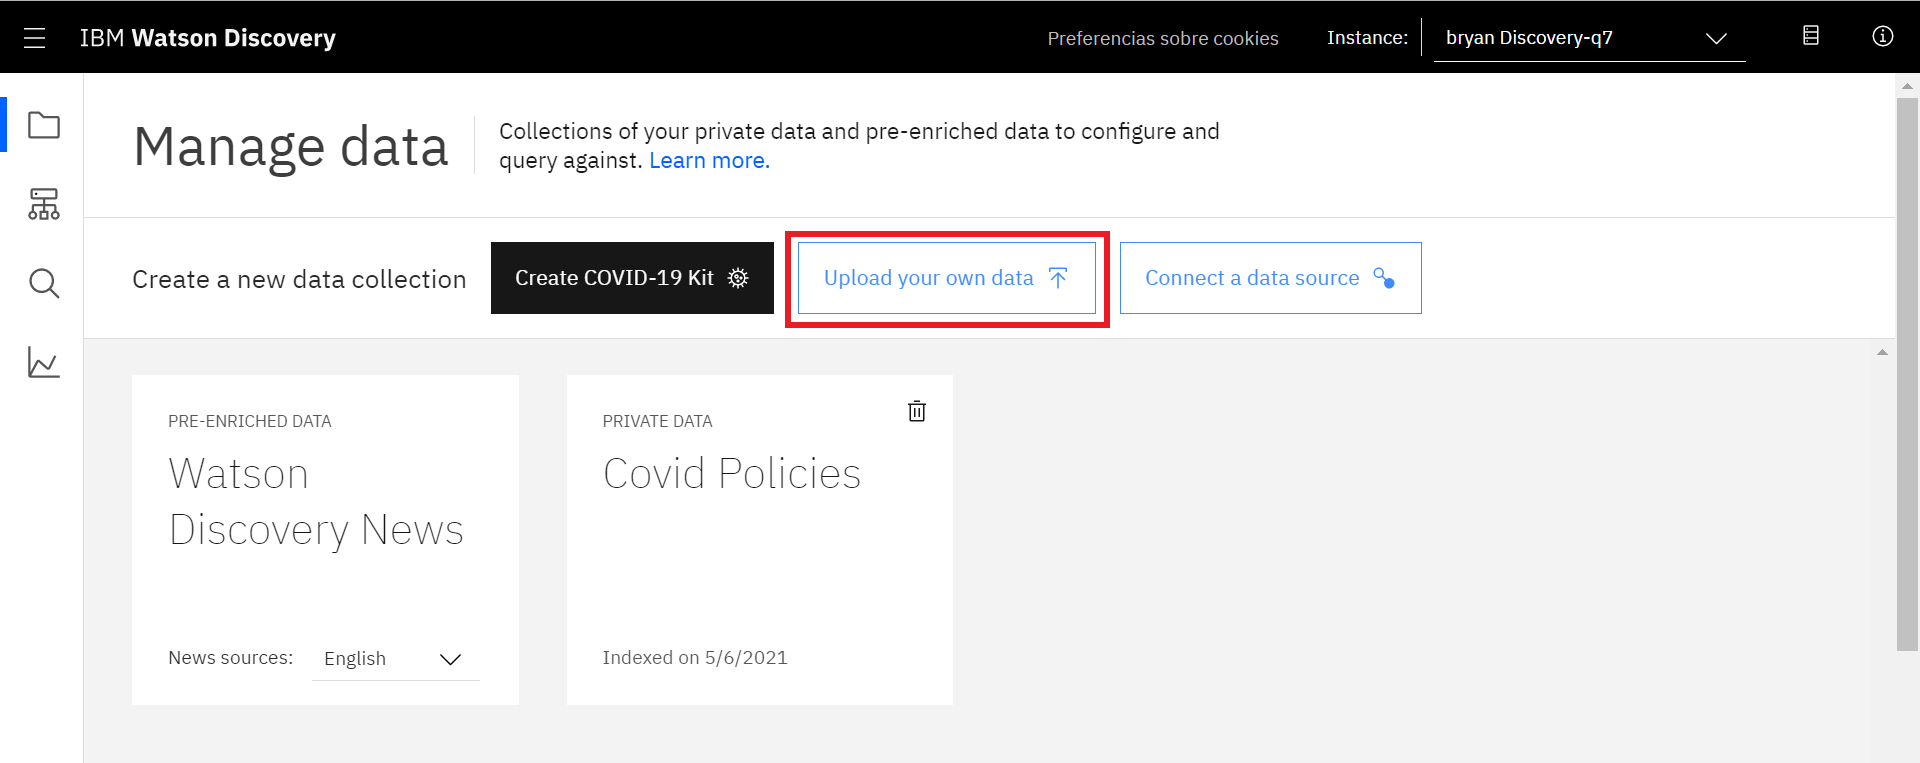 IBM Watson Discovery
Preferencias sobre cookies
Instance:
bryan Discovery-q7
Manage data
Collections of your private data and pre-enriched data to configure and
query against. Learn more.
Create a new data collection
Create COVID-19 Kit
Upload your own data
Connect a data source
PRE-ENRICHED DATA
Watson
Discovery News
News sources:
English
PRIVATE DATA
Covid Policies
Indexed on 5/6/2021